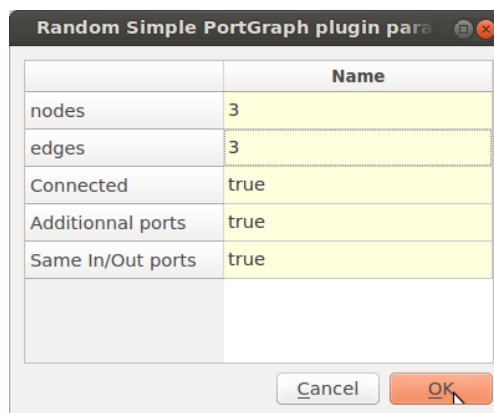 Random Simple PortGraph plugin para
Name
nodes 3
edges 3
Connected true
Additionnal ports true
Same In/Out ports true
Cancel OK